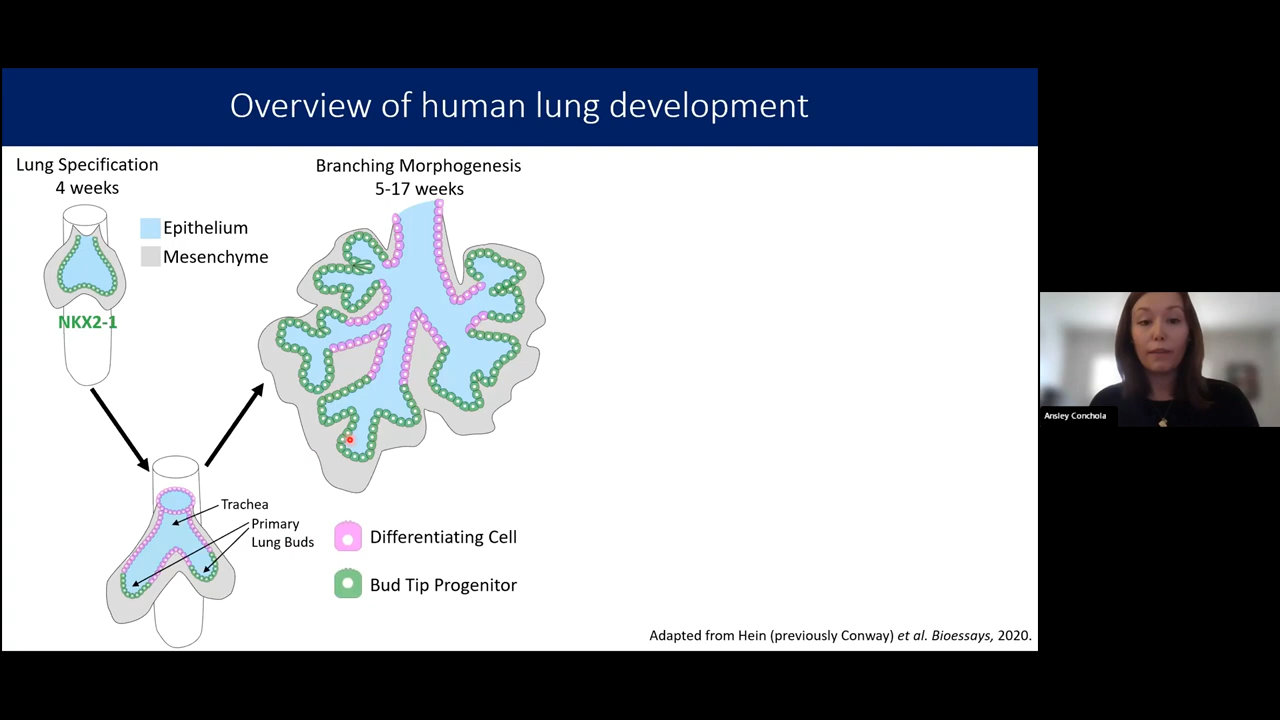 Overview of human lung development
Lung Specification
4 weeks
Branching Morphogenesis
5-17 weeks
Epithelium
Mesenchyme
NKX2-1
Trachea
Primary
Lung Buds
Differentiating Cell
Bud Tip Progenitor
Adapted from Hein (previously Conway) et al. Bioessays, 2020.
Ansley Conchola